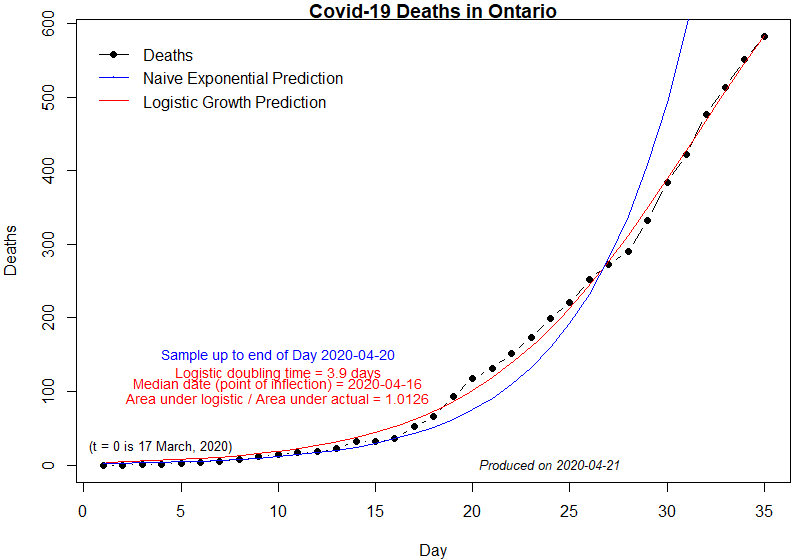 Covid-19 Deaths in Ontario
Deaths
Naive Exponential Prediction
Logistic Growth Prediction
Deaths
600
500
400
300
200
100
0
Sample up to end of Day 2020-04-20
Logistic doubling time = 3.9 days
Median date (point of inflection) = 2020-04-16
Area under logistic / Area under actual = 1.0126
(t = 0 is 17 March, 2020)
Produced on 2020-04-21
0 5 10 15 20 25 30 35
Day